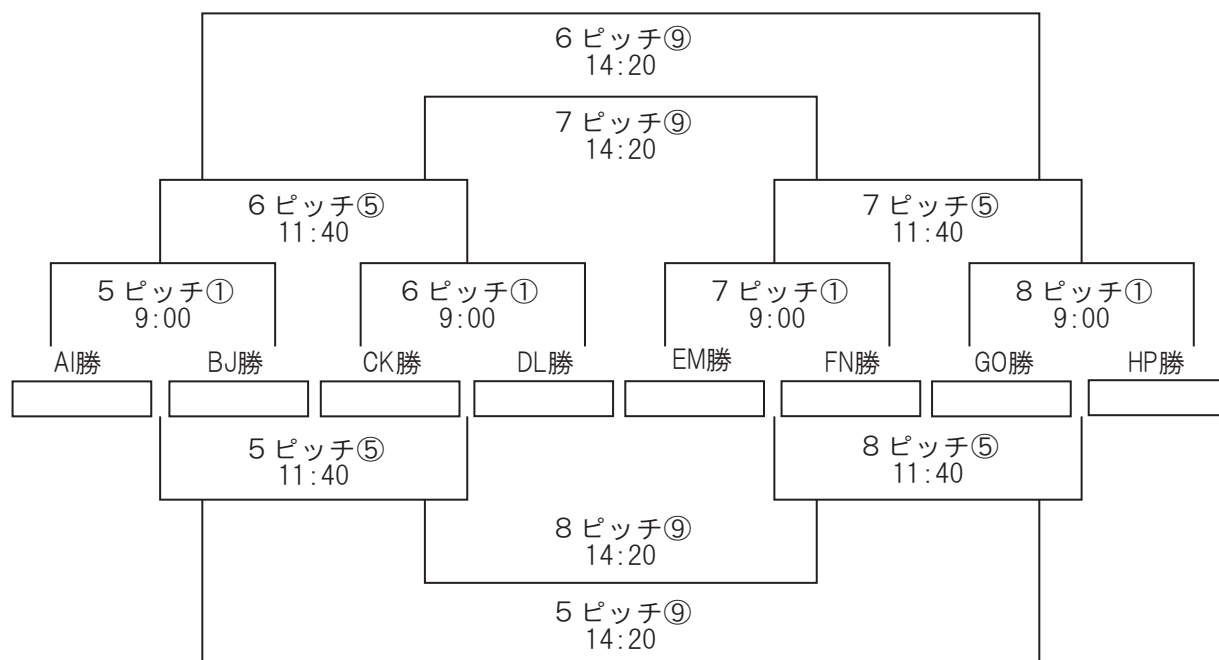 6ピッチ⑨
14:20
7ピッチ⑨
14:20
6ピッチ⑤
11:40
7ピッチ⑤
11:40
5ピッチ①
9:00
6ピッチ①
9:00
7ピッチ①
9:00
8ピッチ①
9:00
AI勝
BJ勝
CK勝
DL勝
EM勝
FN勝
GO勝
HP勝
5ピッチ⑤
11:40
8ピッチ⑤
11:40
8ピッチ⑨
14:20
5ピッチ⑨
14:20